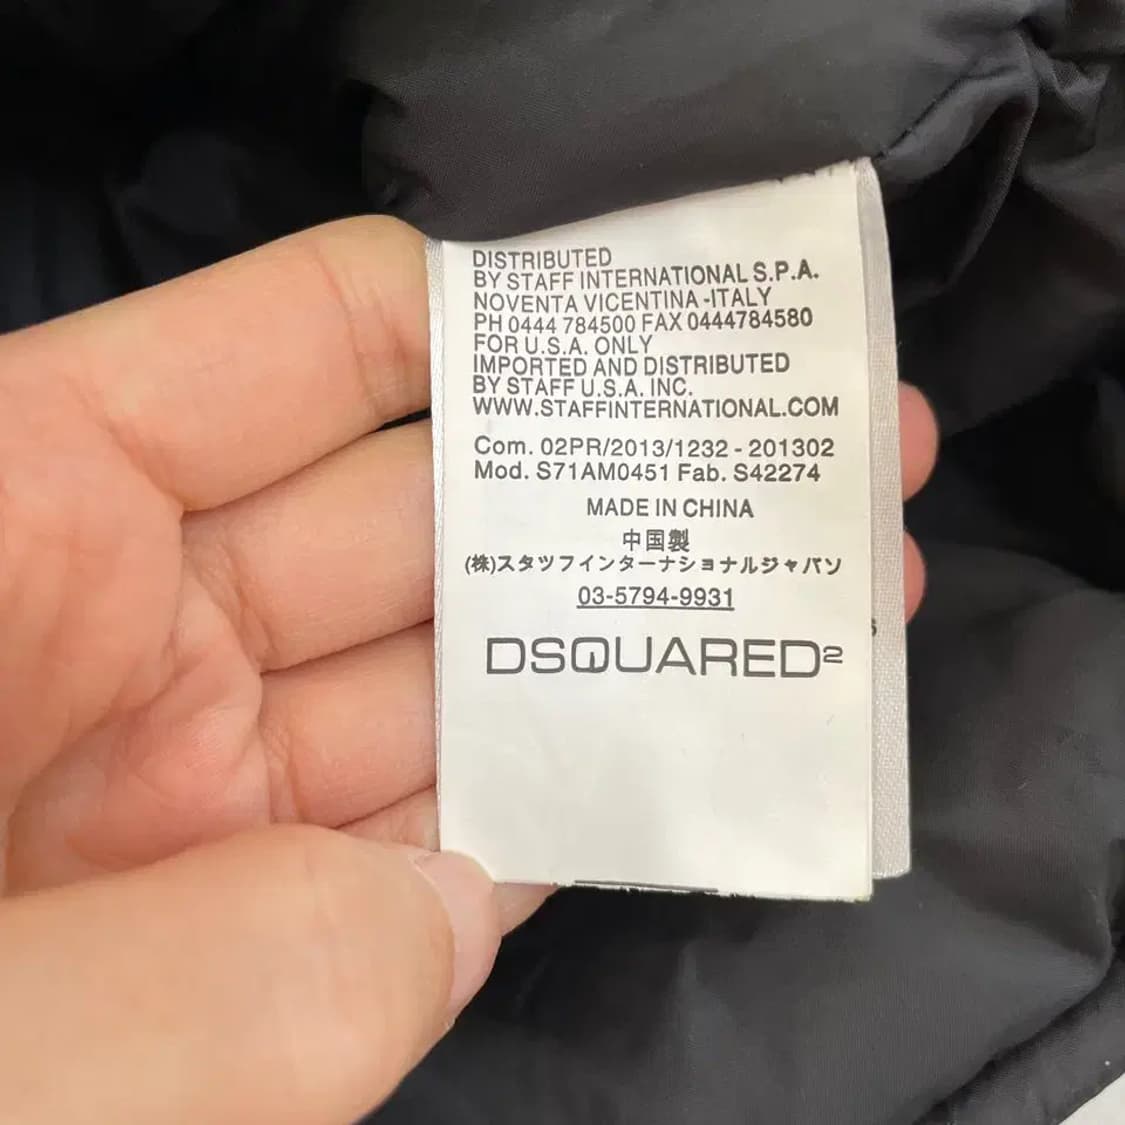 DISTRIBUTED
BY STAFF INTERNATIONAL S.P.A.
NOVENTA VICENTINA -ITALY
PH 0444 784500 FAX 0444784580
FOR U.S.A. ONLY
IMPORTED AND DISTRIBUTED
BY STAFF U.S.A. INC.
WWW.STAFFINTERNATIONAL.COM
Com. 02PR/2013/1232 - 201302
Mod. S71AM0451 Fab. S42274
MADE IN CHINA
中国製
(株)スタッフインターナショナルジャパン
03-5794-9931
DSQUARED²